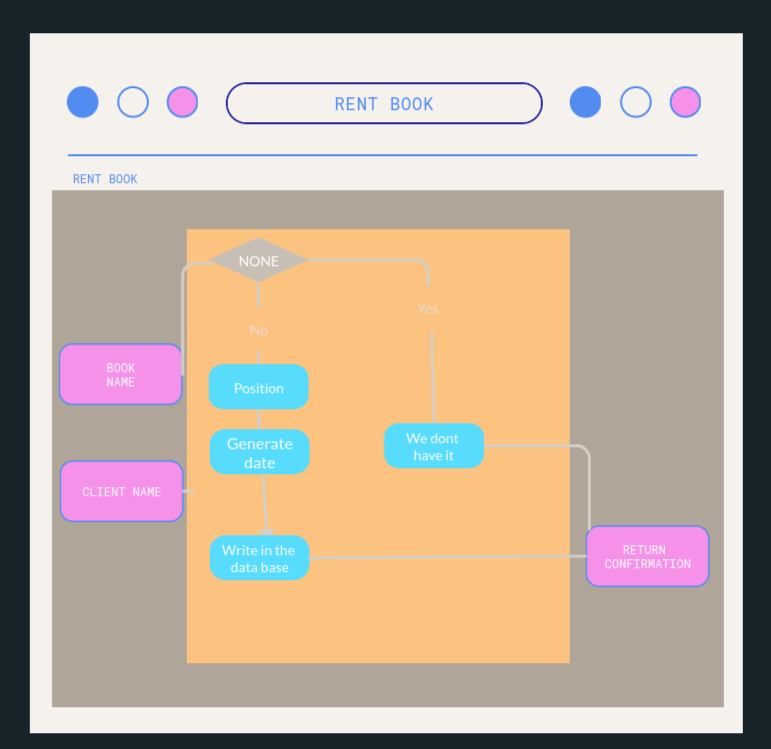 RENT BOOK
RENT BOOK
NONE
Yes
No
BOOK
NAME
Position
We dont
have it
Generate
date
CLIENT NAME
Write in the
data base
RETURN
CONFIRMATION